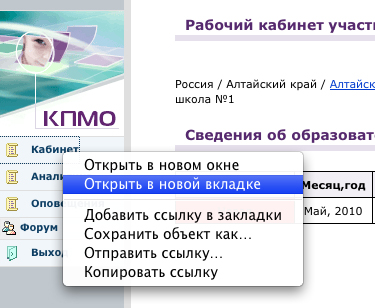 КПМО
Кабинет
Анали
Опове
Форум
Выхо
Рабочий кабинет участн
Россия / Алтайский край / Алтайск
школа №1
Сведения об образоват
Месяц,год
Май, 2010
Открыть в новом окне
Открыть в новой вкладке
Добавить ссылку в закладки
Сохранить объект как...
Отправить ссылку...
Копировать ссылку